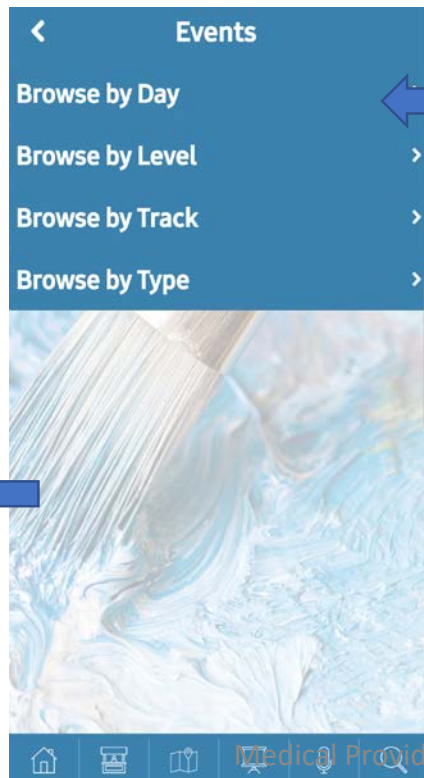 Events
Browse by Day
Browse by Level
Browse by Track
Browse by Type
Medical Provid